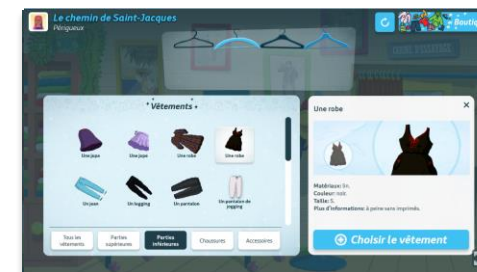 Le chemin de Saint-Jacques
Périgueux
Boutiq
Vêtements
Une jupe
Une jupe
Une robe
Une robe
Un jean
Un jogging
Un pantalon
Un pantalon de
jogging
Tous les
vêtements
Parties
supérieures
Parties
inférieures
Chaussures
Accessoires
Une robe
Matériaux: lin.
Couleur: noir.
Taille: S.
Plus d'informations: à peine sans imprimés.
Choisir le vêtement